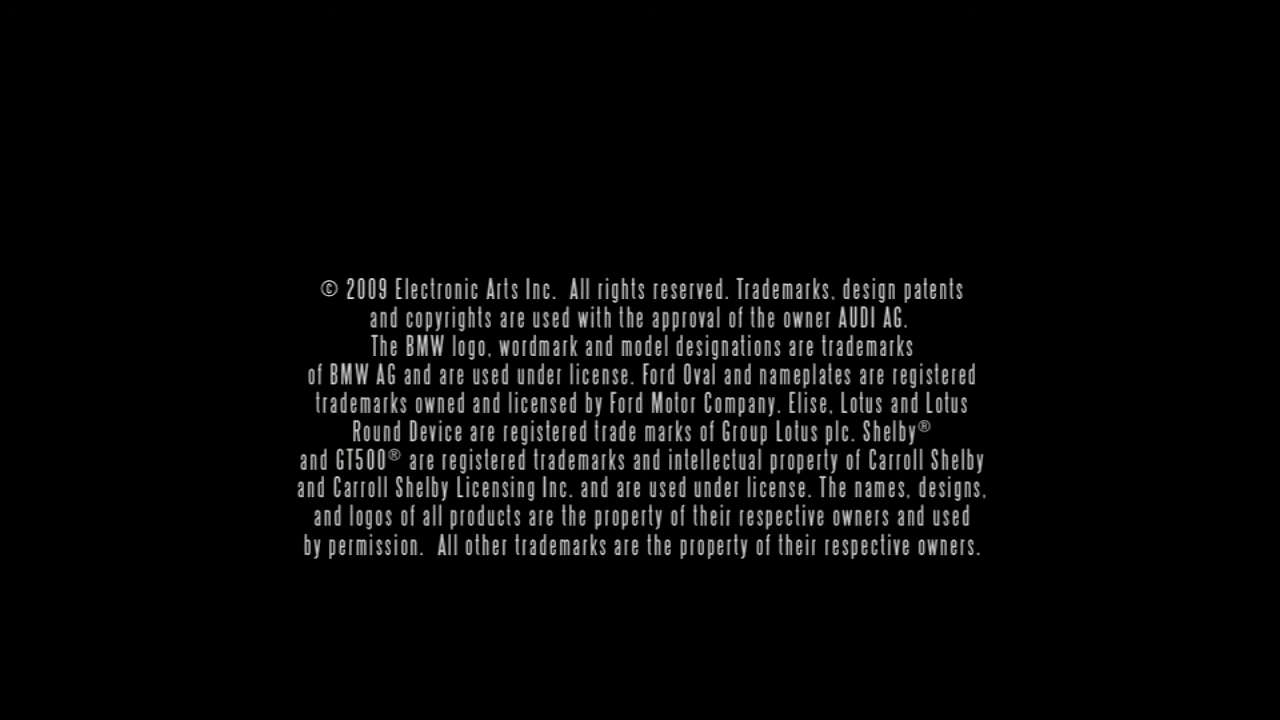 © 2009 Electronic Arts Inc.  All rights reserved. Trademarks, design patents
and copyrights are used with the approval of the owner AUDI AG.
The BMW logo, wordmark and model designations are trademarks
of BMW AG and are used under license. Ford Oval and nameplates are registered
trademarks owned and licensed by Ford Motor Company. Elise, Lotus and Lotus
Round Device are registered trade marks of Group Lotus plc. Shelby®
and GT500® are registered trademarks and intellectual property of Carroll Shelby
and Carroll Shelby Licensing Inc. and are used under license. The names, designs,
and logos of all products are the property of their respective owners and used
by permission.  All other trademarks are the property of their respective owners.